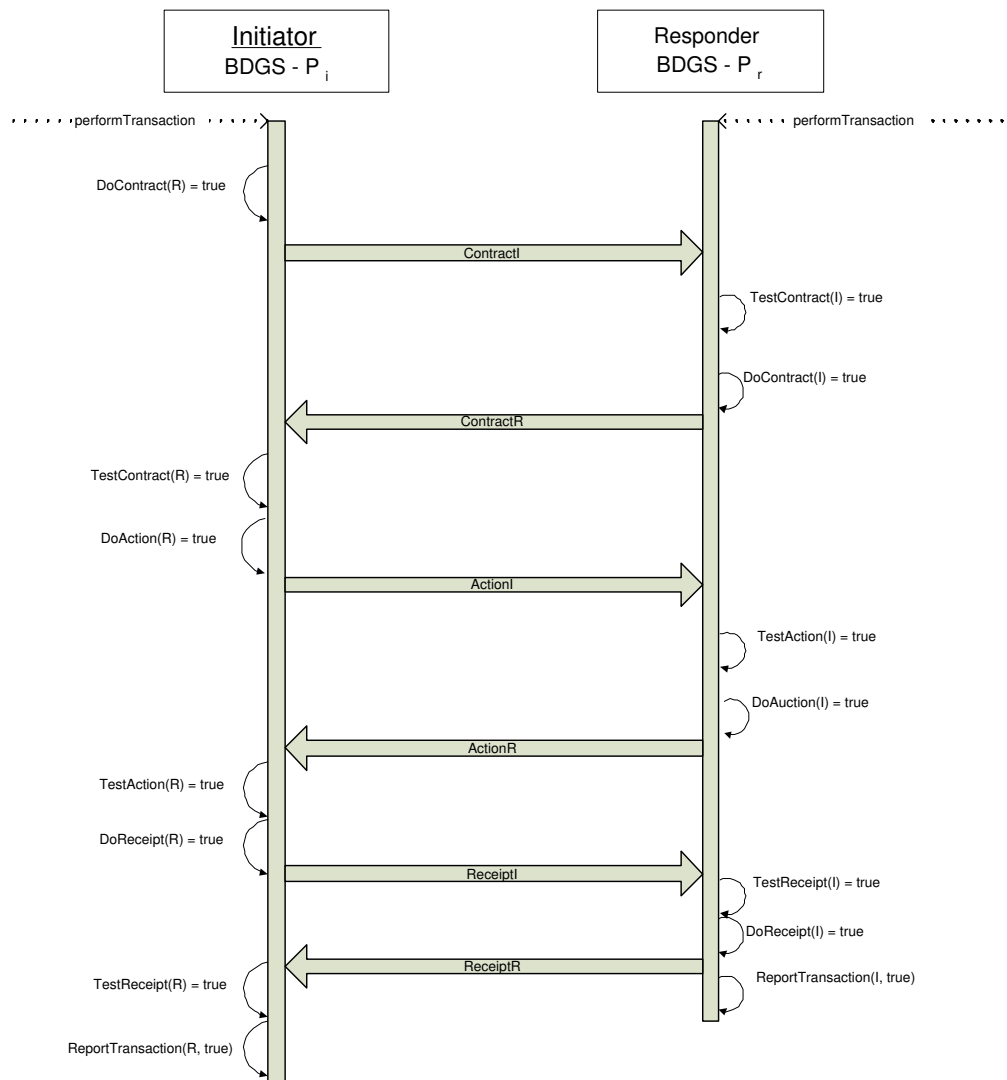 Initiator
BDGS - P i
Responder
BDGS - P r
performTransaction
performTransaction
DoContract(R) = true
ContractI
TestContract(I) = true
DoContract(I) = true
ContractR
TestContract(R) = true
DoAction(R) = true
ActionI
TestAction(I) = true
DoAuction(I) = true
ActionR
TestAction(R) = true
DoReceipt(R) = true
ReceiptI
TestReceipt(I) = true
DoReceipt(I) = true
ReceiptR
TestReceipt(R) = true
ReportTransaction(I, true)
ReportTransaction(R, true)